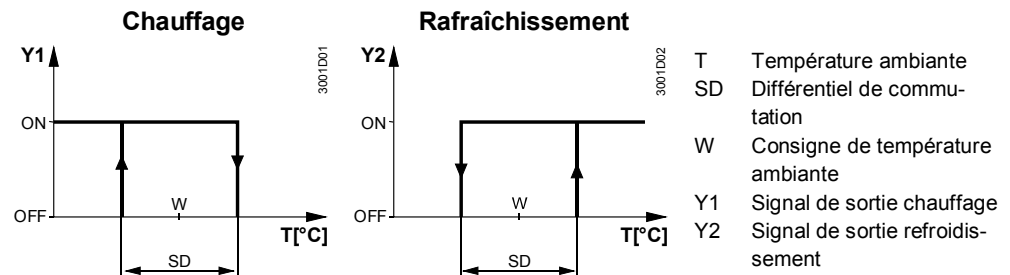 Chauffage
Y1
3001D01
ON
W
OFF
T[°C]
SD
Rafraîchissement
Y2
3001D02
ON
W
OFF
T[°C]
SD
T Température ambiante
SD Différentiel de commu-
tation
W Consigne de température
ambiante
Y1 Signal de sortie chauffage
Y2 Signal de sortie refroidis-
sement